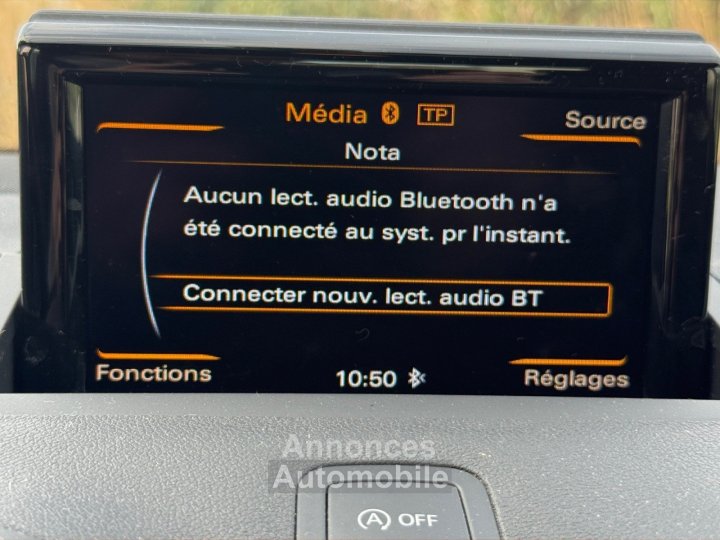 Média TP
Source
Nota
Aucun lect. audio Bluetooth n'a
été connecté au syst. pr l'instant.
Connecter nouv. lect. audio BT
Fonctions
10:50
Réglages
Annonces
Automobile
A OFF